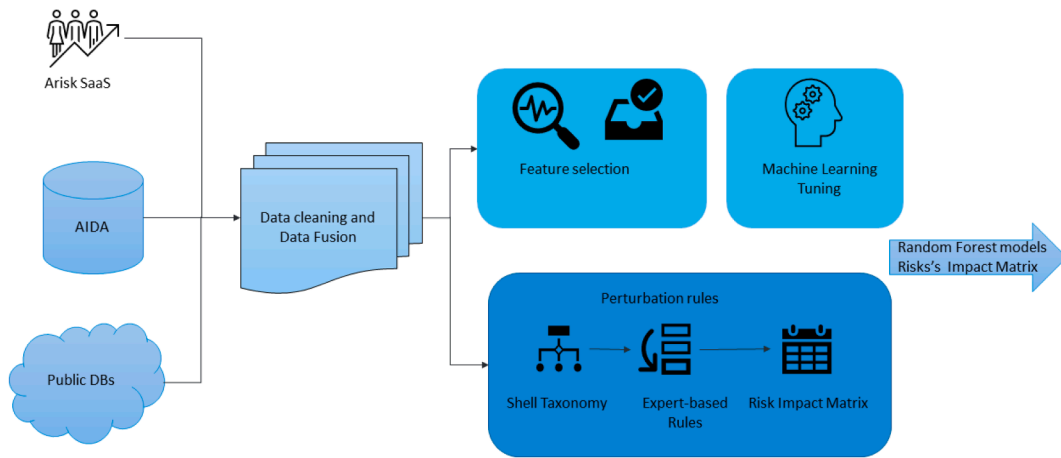 Arisk SaaS
AIDA
Public DBs
Data cleaning and
Data Fusion
Feature selection
Machine Learning
Tuning
Perturbation rules
Shell Taxonomy
Expert-based
Rules
Risk Impact Matrix
Random Forest models
Risks's Impact Matrix